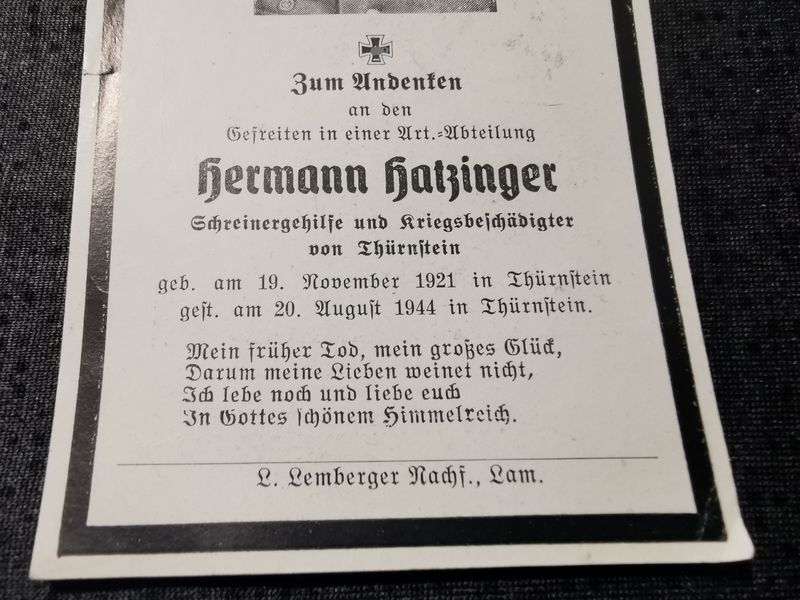 Zum Andenken
an den
Gefreiten in einer Art.-Abteilung
Hermann Hatzinger
Schreinergehilfe und Kriegsbeschädigter
von Thürnstein
geb. am 19. November 1921 in Thürnstein
gest. am 20. August 1944 in Thürnstein.
Mein früher Tod, mein großes Glück,
Darum meine Lieben weinet nicht,
Ich lebe noch und liebe euch
In Gottes schönem Himmelreich.
L. Lemberger Nachf., Lam.